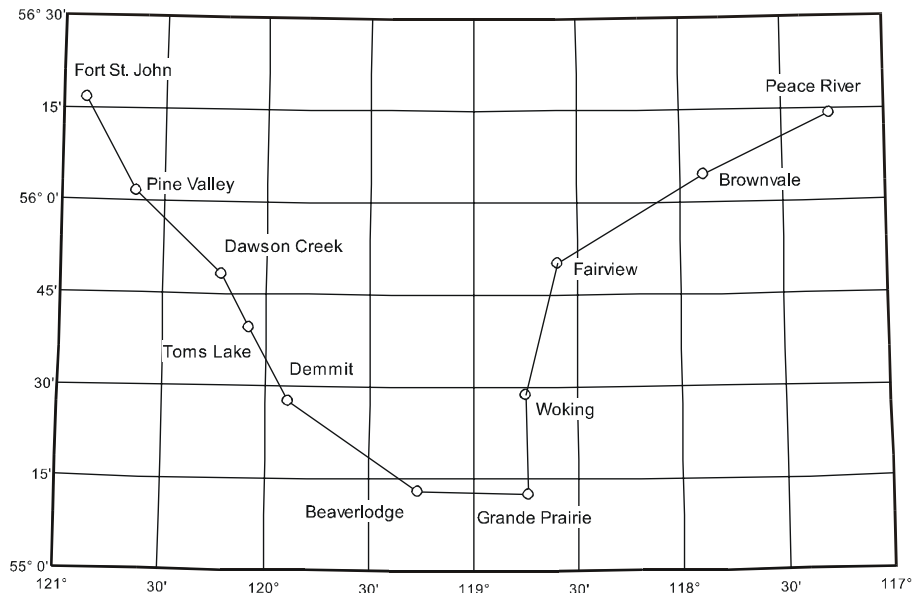 56° 30'
Fort St. John
Peace River
15'
Pine Valley
Brownvale
56° 0'
Dawson Creek
Fairview
45'
Toms Lake
Demmit
30'
Woking
15'
Beaverlodge
Grande Prairie
55° 0'
121° 30' 120° 30' 119° 30' 118° 30' 117°